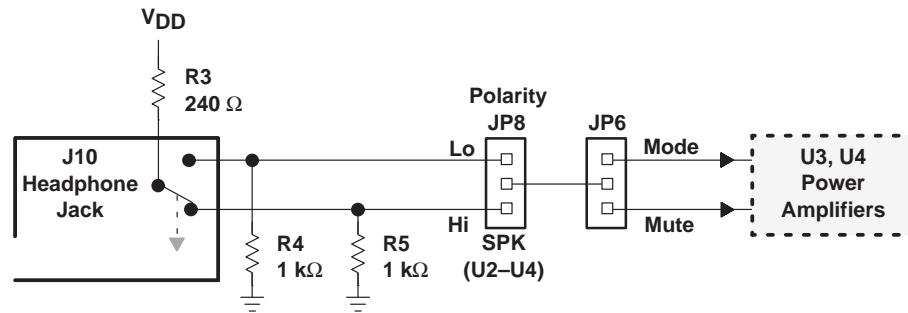 VDD
R3
240 Ω
Polarity
JP8
JP6
J10
Headphone
Jack
Lo
Mode
U3, U4
Power
Amplifiers
Hi
Mute
R4
1 kΩ
R5
1 kΩ
SPK
(U2–U4)